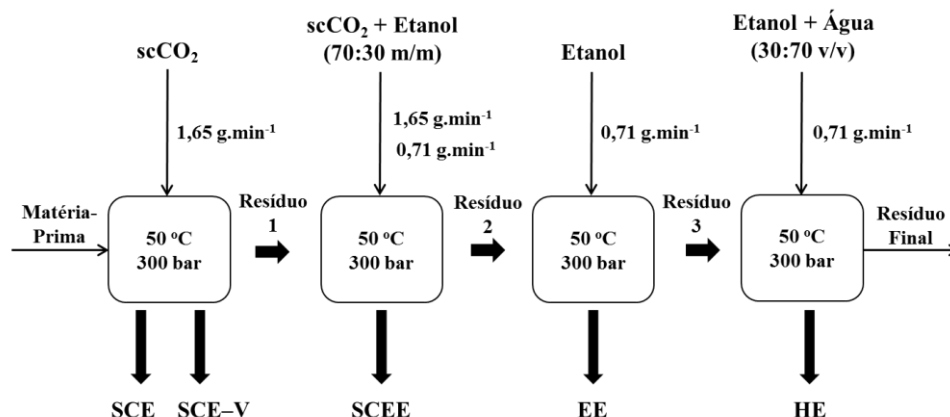 scCO₂
scCO₂ + Etanol
(70:30 m/m)
Etanol
Etanol + Água
(30:70 v/v)
1,65 g.min⁻¹
1,65 g.min⁻¹
0,71 g.min⁻¹
0,71 g.min⁻¹
0,71 g.min⁻¹
Matéria-
Prima
50 ºC
300 bar
Resíduo
1
50 ºC
300 bar
Resíduo
2
50 ºC
300 bar
Resíduo
3
50 ºC
300 bar
Resíduo
Final
SCE
SCE–V
SCEE
EE
HE